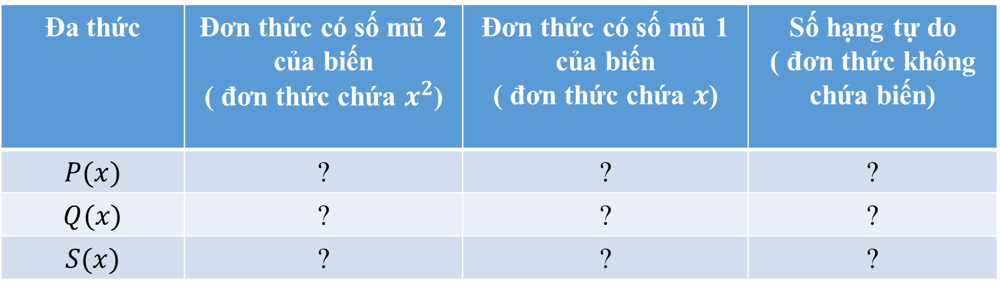 Đa thức
Đơn thức có số mũ 2
của biến
( đơn thức chứa x²)
Đơn thức có số mũ 1
của biến
( đơn thức chứa x)
Số hạng tự do
( đơn thức không
chứa biến)
P(x) ? ? ?
Q(x) ? ? ?
S(x) ? ? ?